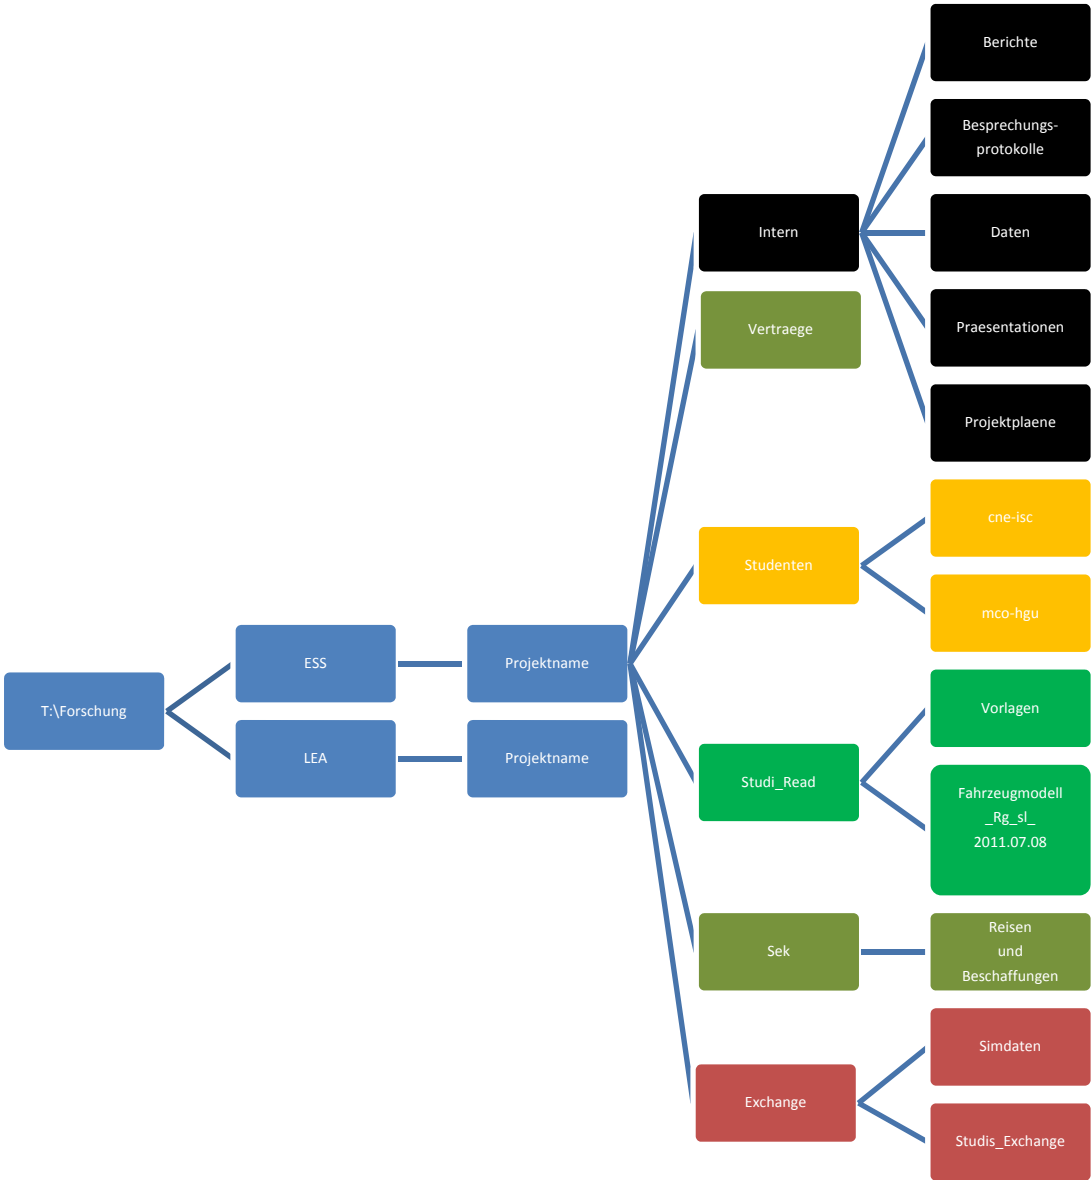 T:\Forschung
ESS
LEA
Projektname
Projektname
Intern
Vertraege
Studenten
Studi_Read
Sek
Exchange
Berichte
Besprechungs-
protokolle
Daten
Praesentationen
Projektplaene
cne-isc
mco-hgu
Vorlagen
Fahrzeugmodell
_Rg_sl_
2011.07.08
Reisen
und
Beschaffungen
Simdaten
Studis_Exchange